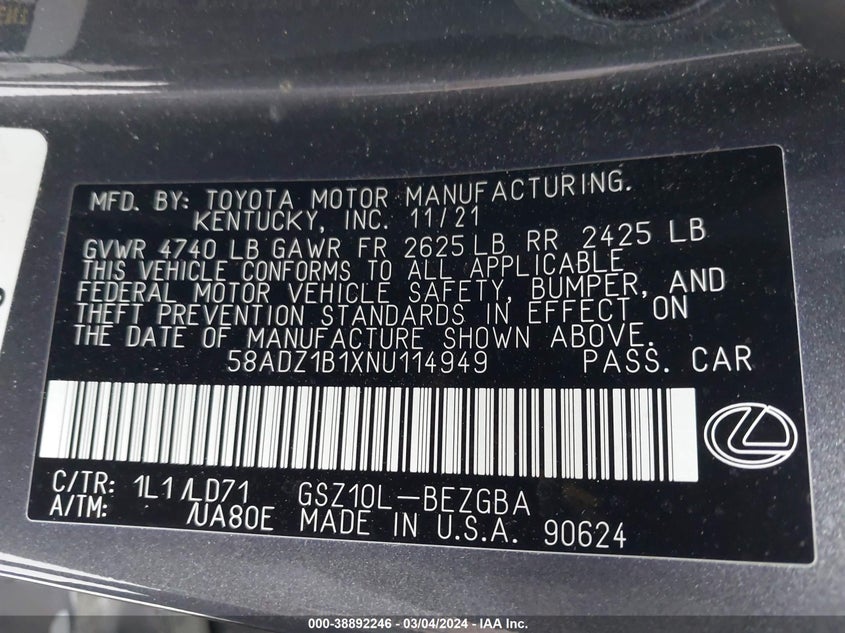 MFD. BY: TOYOTA MOTOR MANUFACTURING.
KENTUCKY, INC. 11/21
GVWR 4740 LB GAWR FR 2625 LB RR 2425 LB
THIS VEHICLE CONFORMS TO ALL APPLICABLE
FEDERAL MOTOR VEHICLE SAFETY, BUMPER, AND
THEFT PREVENTION STANDARDS IN EFFECT ON
THE DATE OF MANUFACTURE SHOWN ABOVE.
58ADZ1B1XNU114949 PASS. CAR
C/TR: 1L1/LD71 GSZ10L-BEZGBA
A/TM: /UA80E MADE IN U.S.A. 90624
000-38892246 - 03/04/2024 - IAA Inc.